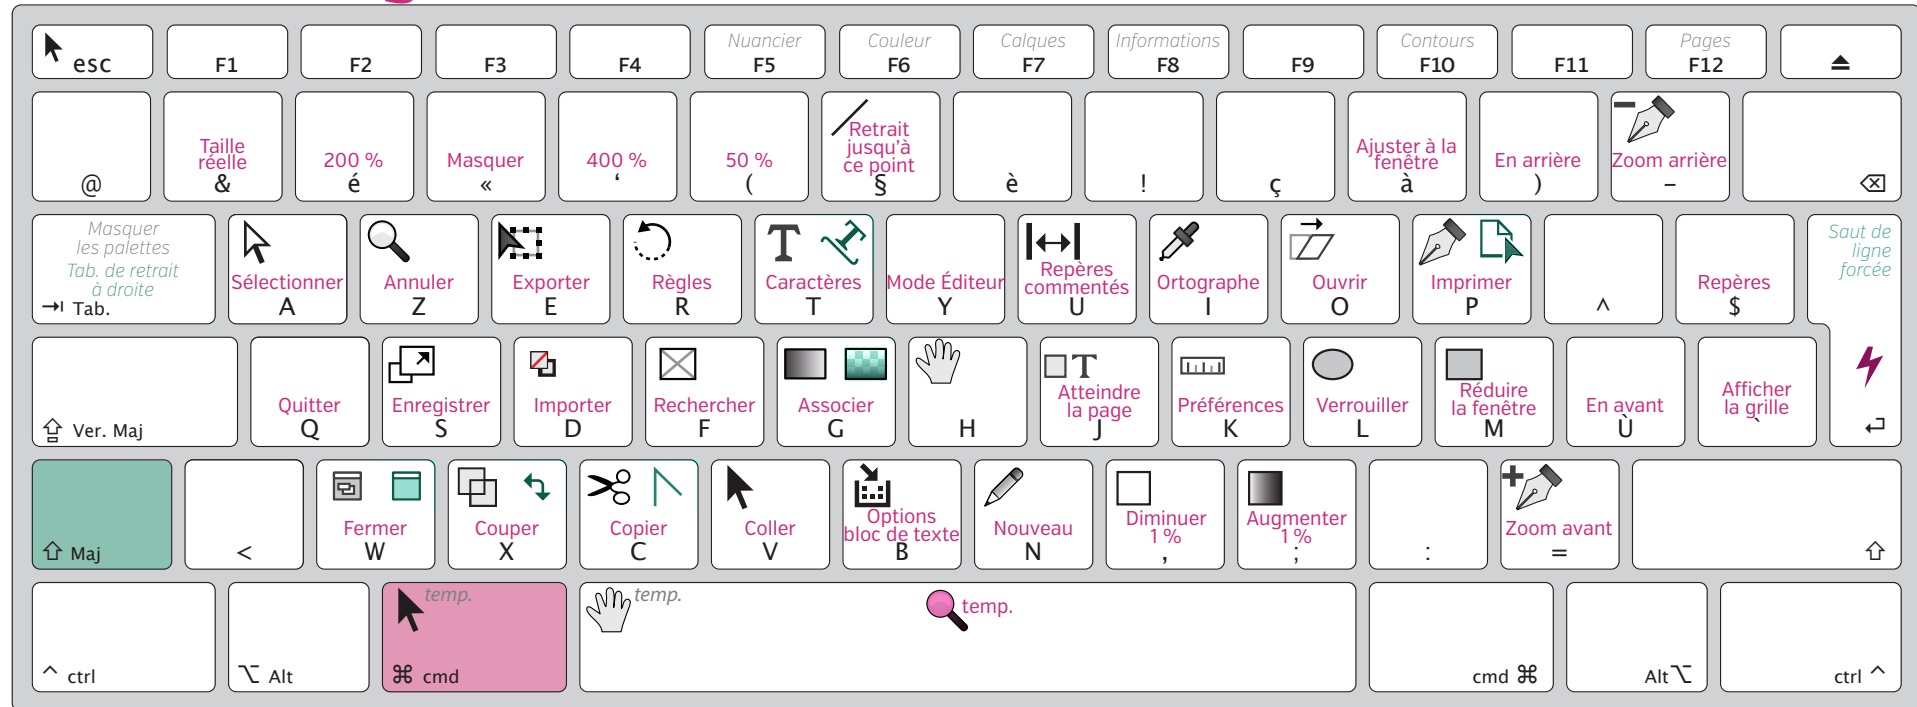 esc
F1
F2
F3
F4
Nuancier
F5
Couleur
F6
Calques
F7
Informations
F8
F9
Contours
F10
F11
Pages
F12
@
Taille
réelle
&
200 %
é
Masquer
«
400 %
‘
50 %
(
Retrait
jusqu'à
ce point
§
è
!
ç
Ajuster à la
fenêtre
à
En arrière
)
Zoom arrière
–
Masquer
les palettes
Tab. de retrait
à droite
Tab.
Sélectionner
A
Annuler
Z
Exporter
E
Règles
R
T
Caractères
T
Mode Éditeur
Y
Repères
commentés
U
Ortographe
I
Ouvrir
O
Imprimer
P
^
Repères
$
Saut de
ligne
forcée
Ver. Maj
Quitter
Q
Enregistrer
S
Importer
D
Rechercher
F
Associer
G
H
T
Atteindre
la page
J
Préférences
K
Verrouiller
L
Réduire
la fenêtre
M
En avant
Ù
Afficher
la grille
`
Maj
<
Fermer
W
Couper
X
Copier
C
Coller
V
Options
bloc de texte
B
Nouveau
N
Diminuer
1 %
,
Augmenter
1 %
;
:
Zoom avant
=
^ ctrl
⌥ Alt
temp.
⌘ cmd
temp.
temp.
cmd ⌘
Alt ⌥
ctrl ^